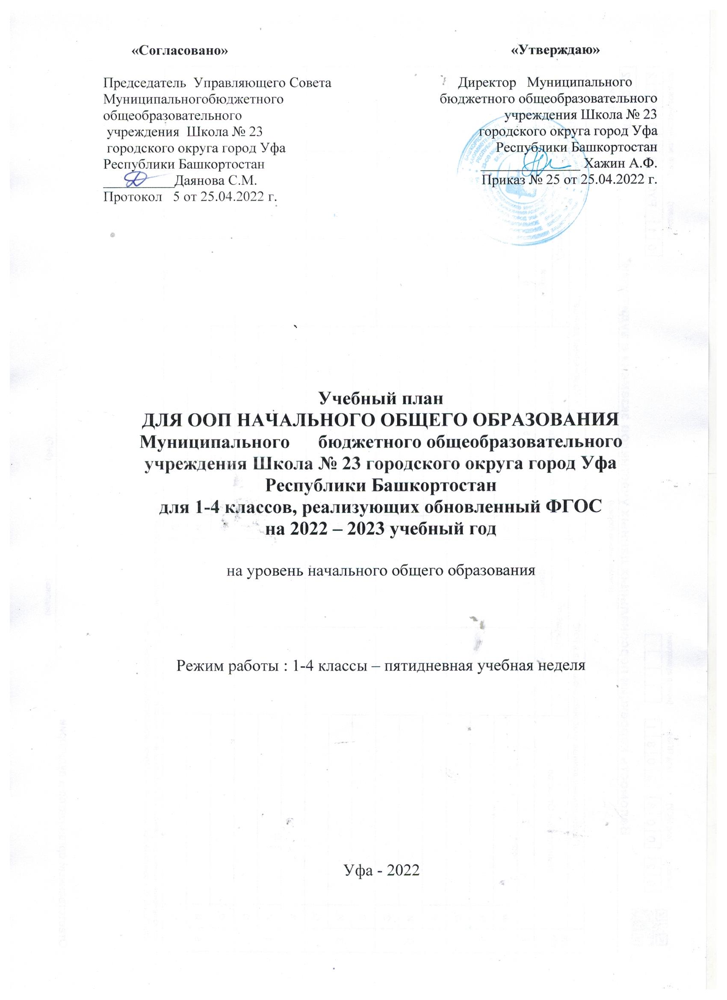 «Согласовано»
Председатель Управляющего Совета
Муниципальногобюджетного
общеобразовательного
учреждения Школа № 23
городского округа город Уфа
Республики Башкортостан
__________Даянова С.М.
Протокол 5 от 25.04.2022 г.
«Утверждаю»
Директор Муниципального
бюджетного общеобразовательного
учреждения Школа № 23
городского округа город Уфа
Республики Башкортостан
______________ Хажин А.Ф.
Приказ № 25 от 25.04.2022 г.
Учебный план
ДЛЯ ООП НАЧАЛЬНОГО ОБЩЕГО ОБРАЗОВАНИЯ
Муниципального бюджетного общеобразовательного
учреждения Школа № 23 городского округа город Уфа
Республики Башкортостан
для 1-4 классов, реализующих обновленный ФГОС
на 2022 – 2023 учебный год
на уровень начального общего образования
Режим работы : 1-4 классы – пятидневная учебная неделя
Уфа - 2022